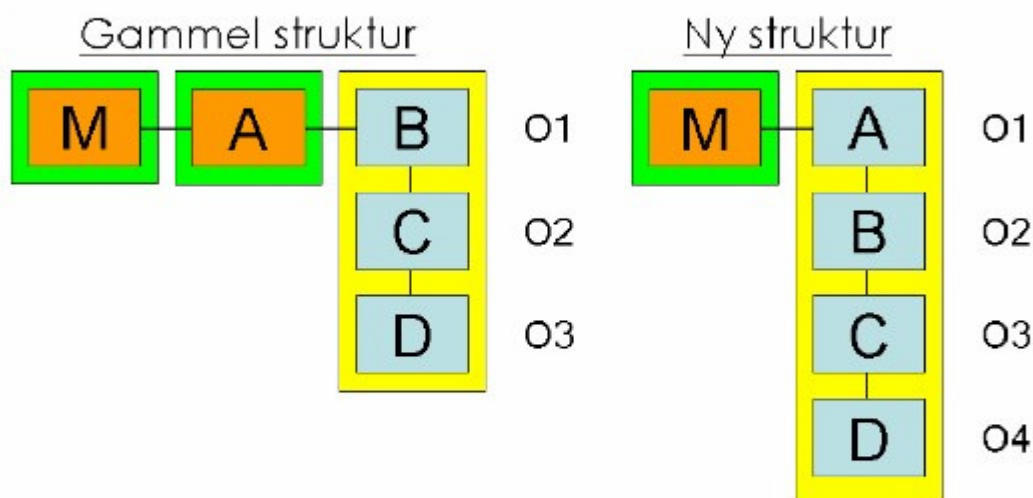 Gammel struktur
Ny struktur
M A B O1
C O2
D O3
M A O1
B O2
C O3
D O4